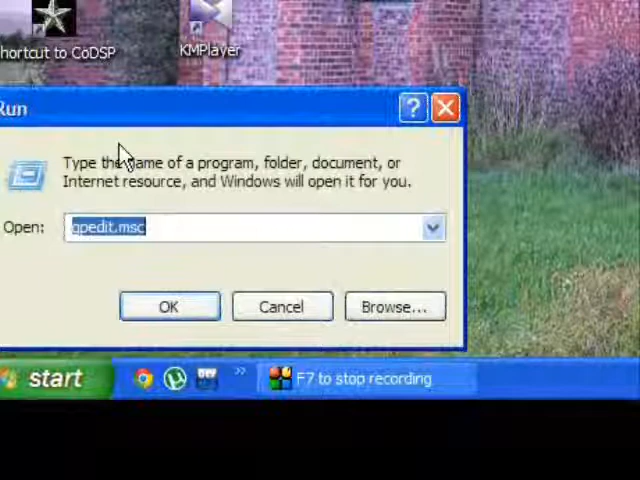 hortcut to CoDSP
KMPlayer
Run
Type the name of a program, folder, document, or
Internet resource, and Windows will open it for you.
Open:
gpedit.msc
OK
Cancel
Browse...
start
F7 to stop recording